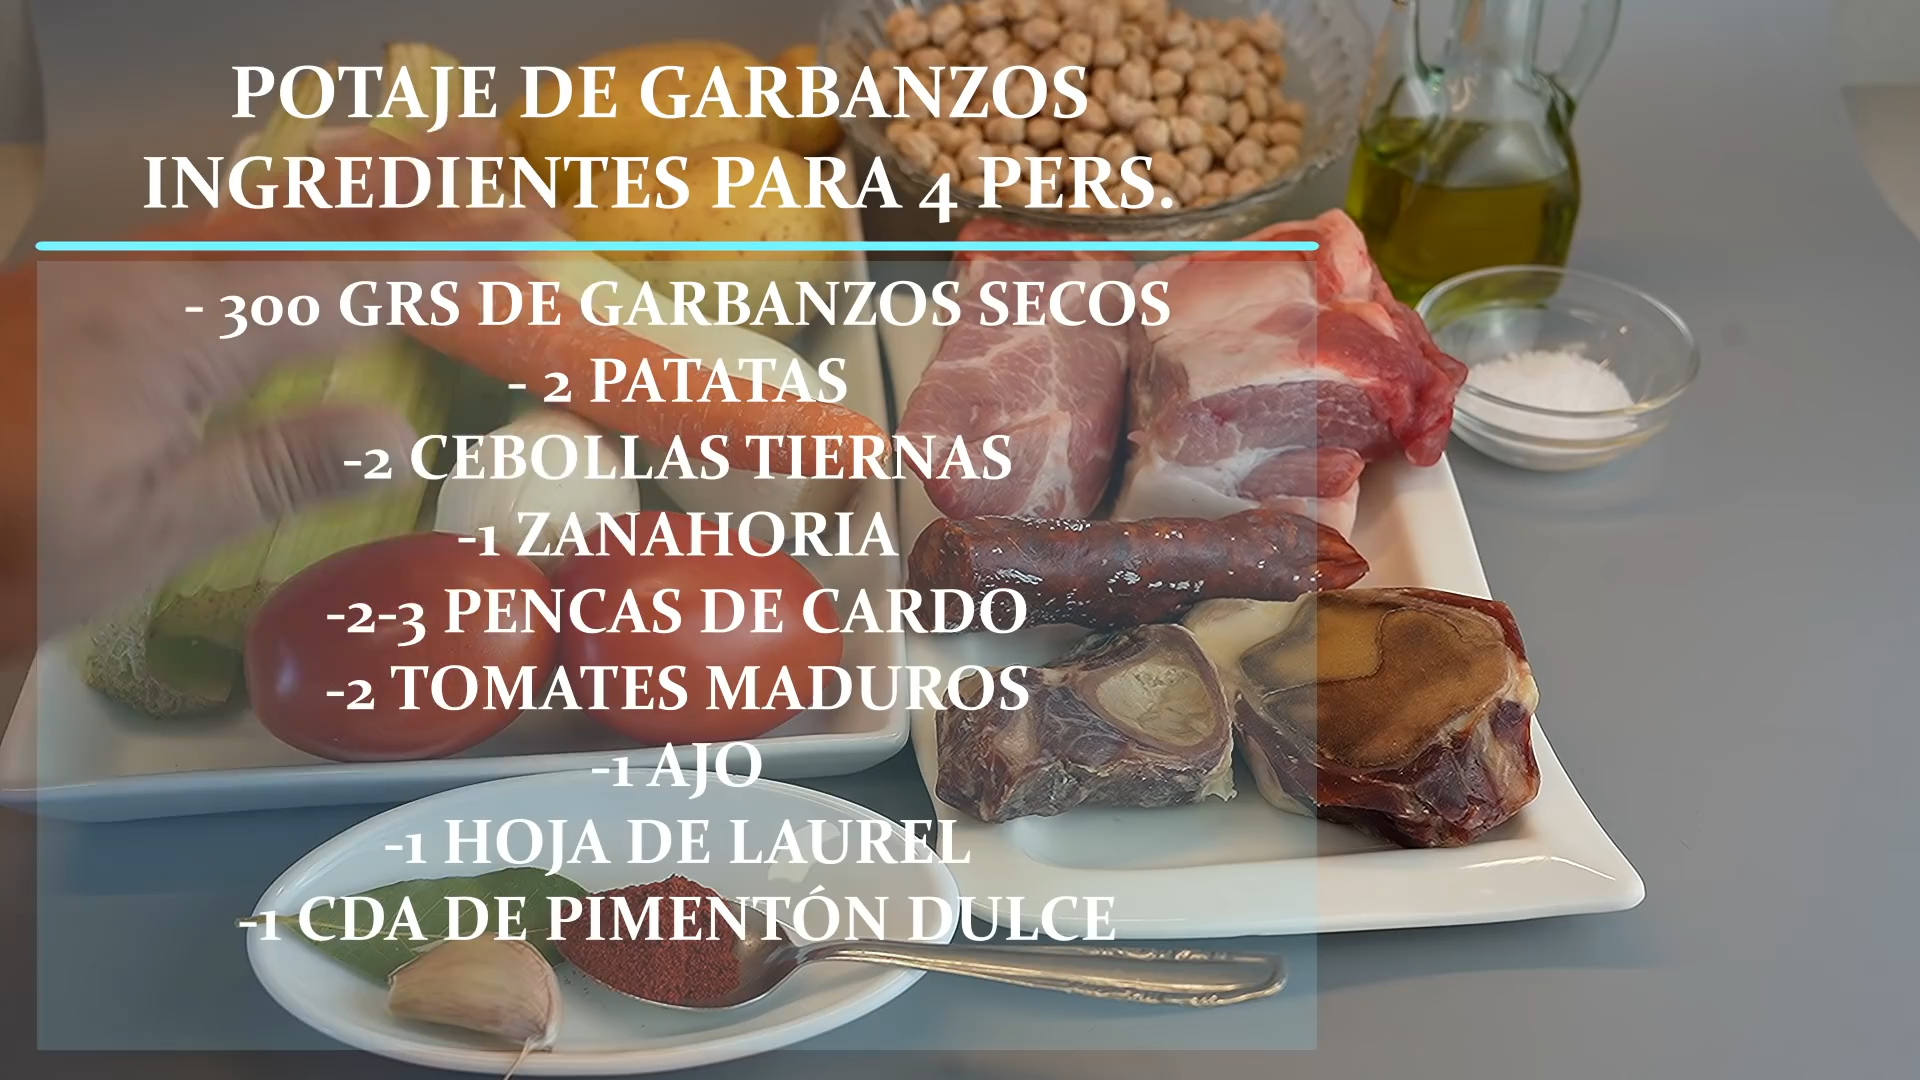 POTAJE DE GARBANZOS
INGREDIENTES PARA 4 PERS.
- 300 GRS DE GARBANZOS SECOS
- 2 PATATAS
-2 CEBOLLAS TIERNAS
-1 ZANAHORIA
-2-3 PENCAS DE CARDO
-2 TOMATES MADUROS
-1 AJO
-1 HOJA DE LAUREL
-1 CDA DE PIMENTÓN DULCE